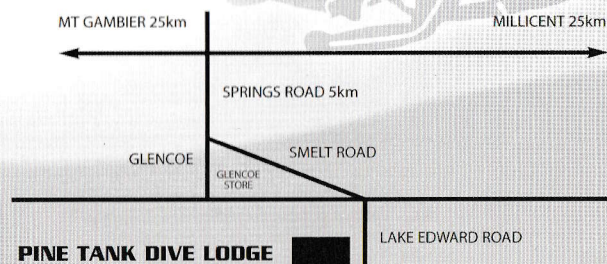 MT GAMBIER 25km
MILLICENT 25km
SPRINGS ROAD 5km
GLENCOE
SMELT ROAD
GLENCOE
STORE
LAKE EDWARD ROAD
PINE TANK DIVE LODGE